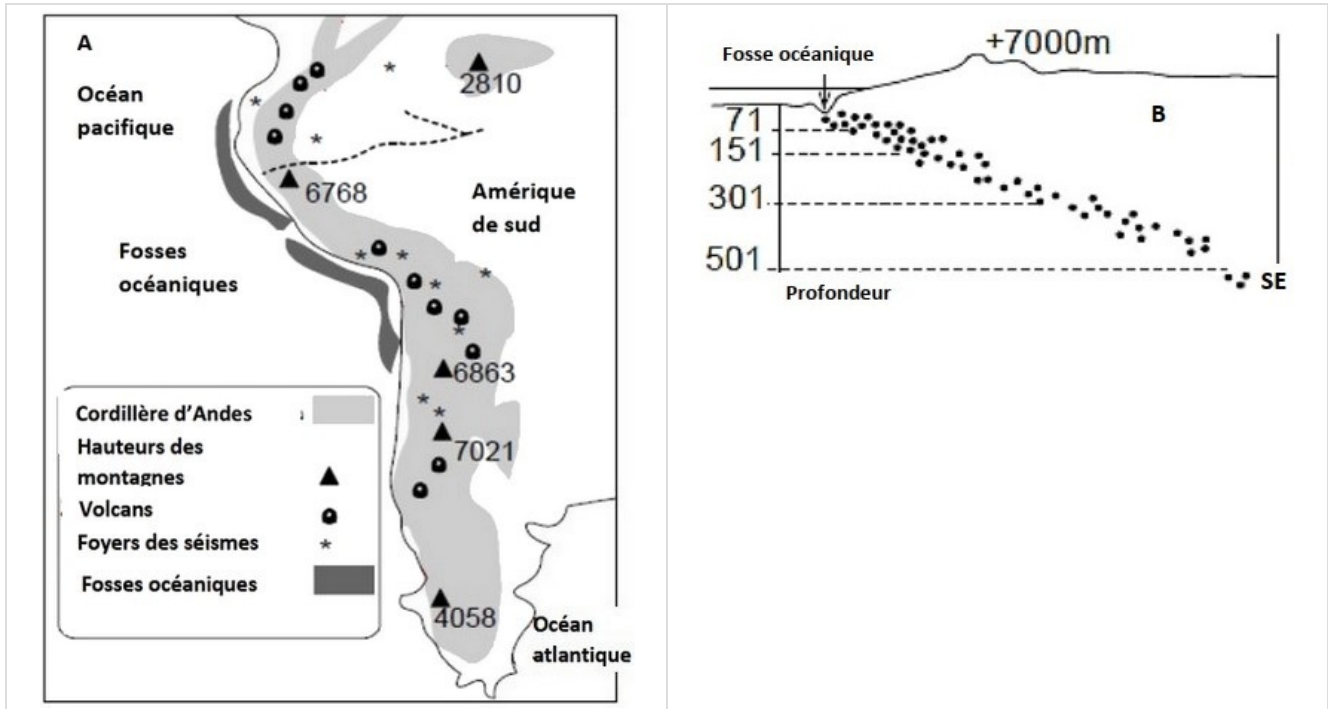 A
Océan
pacifique
2810
6768
Amérique
de sud
Fosses
océaniques
6863
7021
4058
Océan
atlantique
Cordillère d'Andes
Hauteurs des
montagnes
Volcans
Foyers des séismes
*
Fosses océaniques
Fosse océanique
+7000m
B
71
151
301
501
Profondeur
SE